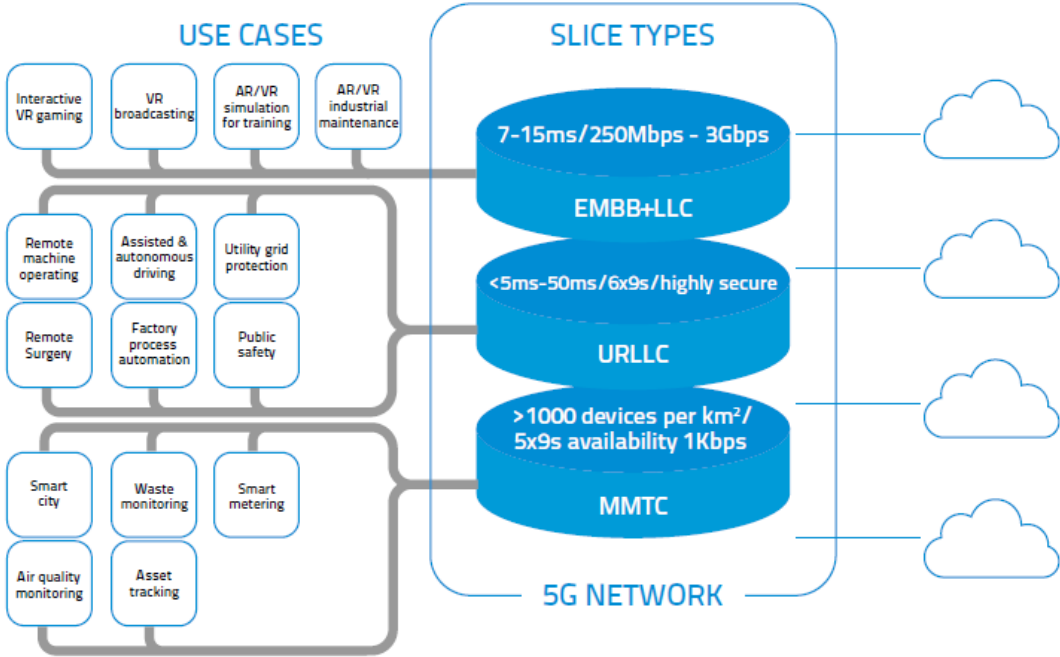 USE CASES
SLICE TYPES
Interactive
VR gaming
VR
broadcasting
AR/VR
simulation
for training
AR/VR
industrial
maintenance
7-15ms/250Mbps - 3Gbps
EMBB+LLC
Remote
machine
operating
Assisted &
autonomous
driving
Utility grid
protection
<5ms-50ms/6x9s/highly secure
URLLC
Remote
Surgery
Factory
process
automation
Public
safety
>1000 devices per km²/
5x9s availability 1Kbps
MMTC
Smart
city
Waste
monitoring
Smart
metering
Air quality
monitoring
Asset
tracking
5G NETWORK